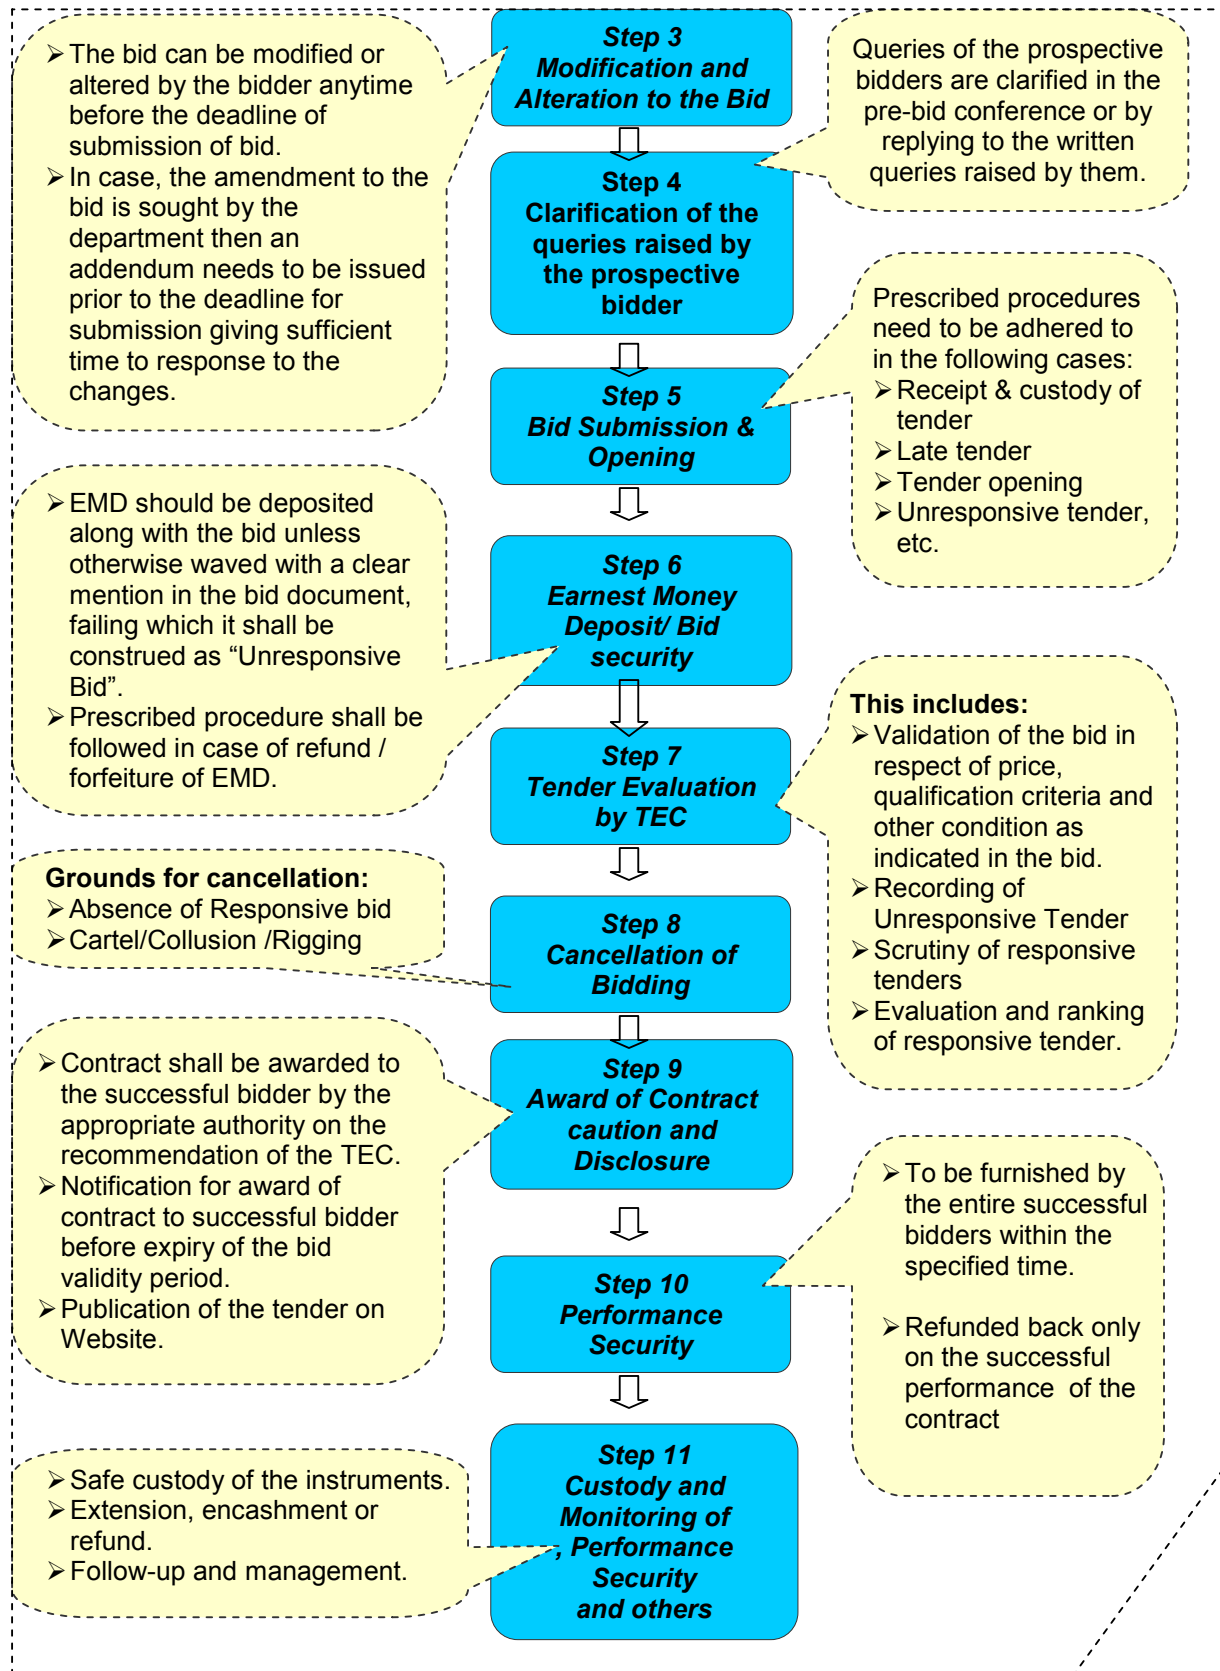 ➢ The bid can be modified or
altered by the bidder anytime
before the deadline of
submission of bid.
➢ In case, the amendment to the
bid is sought by the
department then an
addendum needs to be issued
prior to the deadline for
submission giving sufficient
time to response to the
changes.
Step 3
Modification and
Alteration to the Bid
Queries of the prospective
bidders are clarified in the
pre-bid conference or by
replying to the written
queries raised by them.
Step 4
Clarification of the
queries raised by
the prospective
bidder
Prescribed procedures
need to be adhered to
in the following cases:
➢ Receipt & custody of
tender
➢ Late tender
➢ Tender opening
➢ Unresponsive tender,
etc.
Step 5
Bid Submission &
Opening
➢ EMD should be deposited
along with the bid unless
otherwise waved with a clear
mention in the bid document,
failing which it shall be
construed as “Unresponsive
Bid”.
➢ Prescribed procedure shall be
followed in case of refund /
forfeiture of EMD.
Step 6
Earnest Money
Deposit/ Bid
security
This includes:
➢ Validation of the bid in
respect of price,
qualification criteria and
other condition as
indicated in the bid.
➢ Recording of
Unresponsive Tender
➢ Scrutiny of responsive
tenders
➢ Evaluation and ranking
of responsive tender.
Step 7
Tender Evaluation
by TEC
Grounds for cancellation:
➢ Absence of Responsive bid
➢ Cartel/Collusion /Rigging
Step 8
Cancellation of
Bidding
➢ Contract shall be awarded to
the successful bidder by the
appropriate authority on the
recommendation of the TEC.
➢ Notification for award of
contract to successful bidder
before expiry of the bid
validity period.
➢ Publication of the tender on
Website.
Step 9
Award of Contract
caution and
Disclosure
➢ To be furnished by
the entire successful
bidders within the
specified time.
➢ Refunded back only
on the successful
performance of the
contract
Step 10
Performance
Security
➢ Safe custody of the instruments.
➢ Extension, encashment or
refund.
➢ Follow-up and management.
Step 11
Custody and
Monitoring of
, Performance
Security
and others